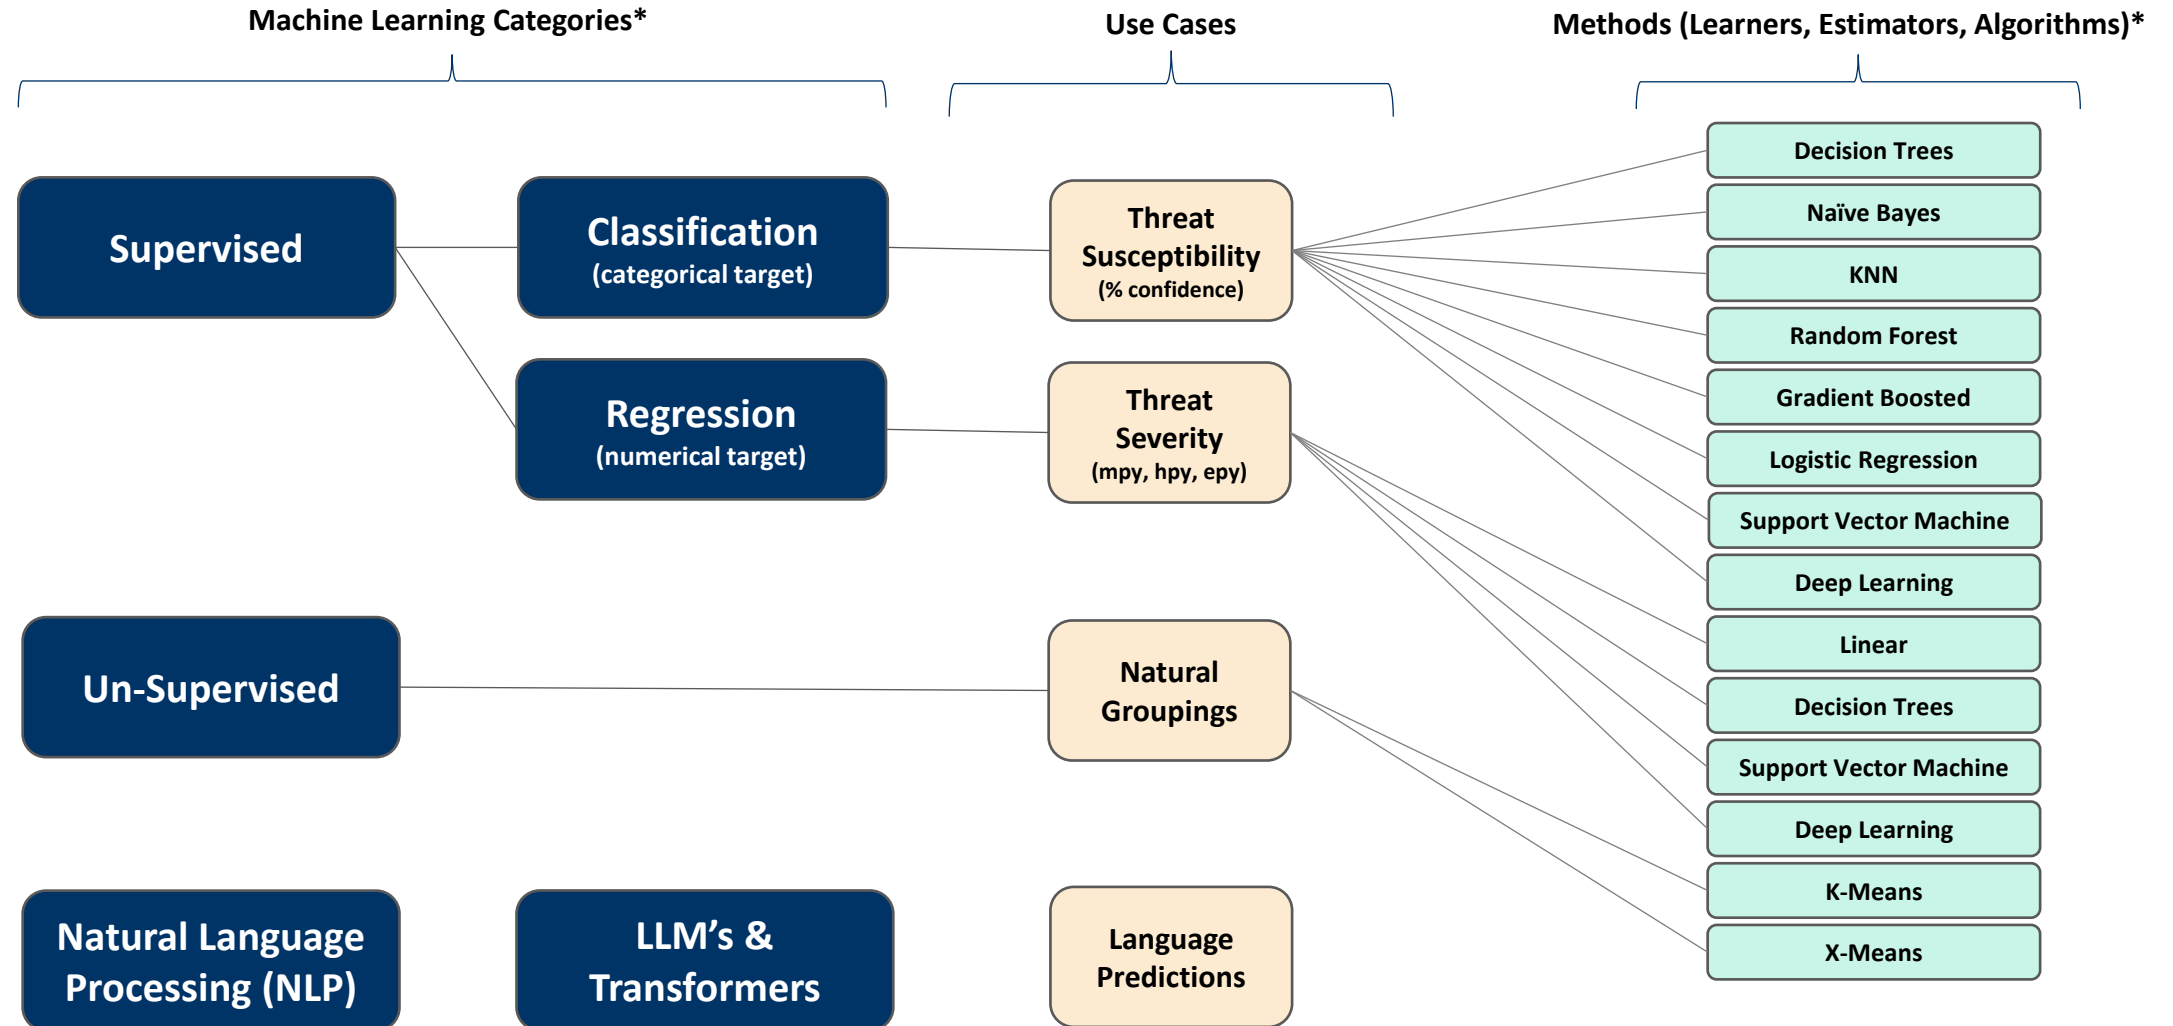 Machine Learning Categories*
Use Cases
Methods (Learners, Estimators, Algorithms)*
Supervised
Classification
(categorical target)
Threat
Susceptibility
(% confidence)
Regression
(numerical target)
Threat
Severity
(mpy, hpy, epy)
Un-Supervised
Natural
Groupings
Natural Language
Processing (NLP)
LLM’s &
Transformers
Language
Predictions
Decision Trees
Naïve Bayes
KNN
Random Forest
Gradient Boosted
Logistic Regression
Support Vector Machine
Deep Learning
Linear
Decision Trees
Support Vector Machine
Deep Learning
K-Means
X-Means